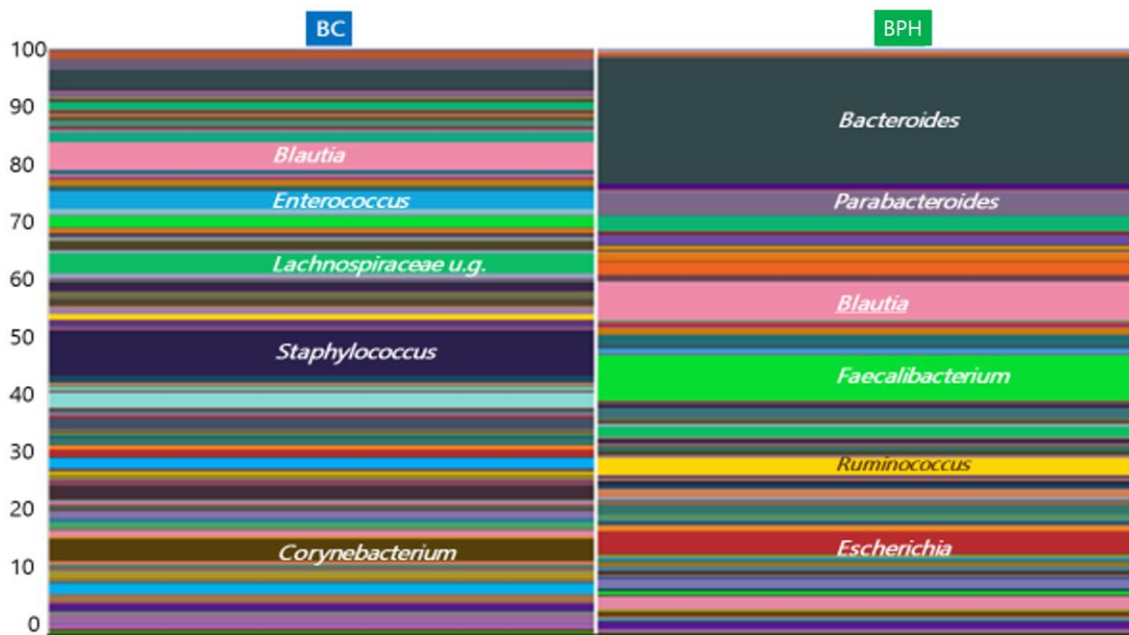 BC
BPH
100
90
80
70
60
50
40
30
20
10
0
Blautia
Enterococcus
Lachnospiraceae u.g.
Staphylococcus
Corynebacterium
Bacteroides
Parabacteroides
Blautia
Faecalibacterium
Ruminococcus
Escherichia